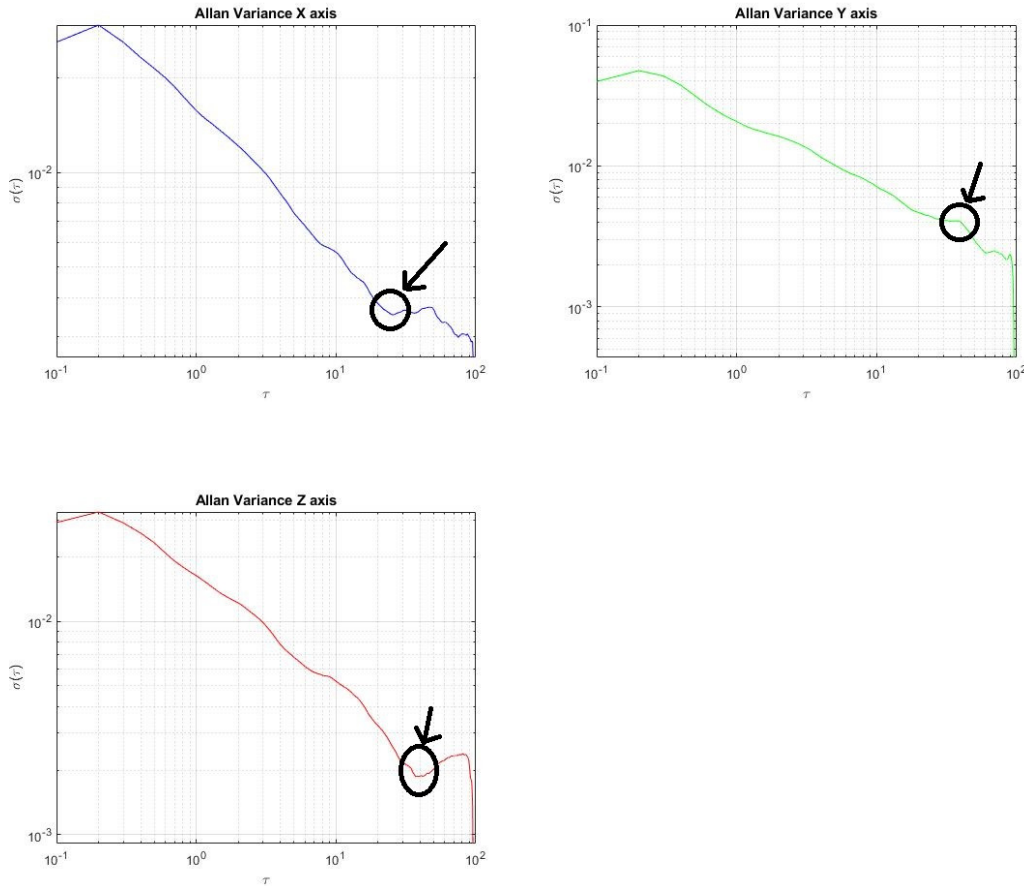 Allan Variance X axis
10^-2
σ(τ)
10^-1
10^0
10^1
10^2
τ
Allan Variance Y axis
10^-1
10^-2
10^-3
σ(τ)
10^-1
10^0
10^1
10^2
τ
Allan Variance Z axis
10^-2
10^-3
σ(τ)
10^-1
10^0
10^1
10^2
τ